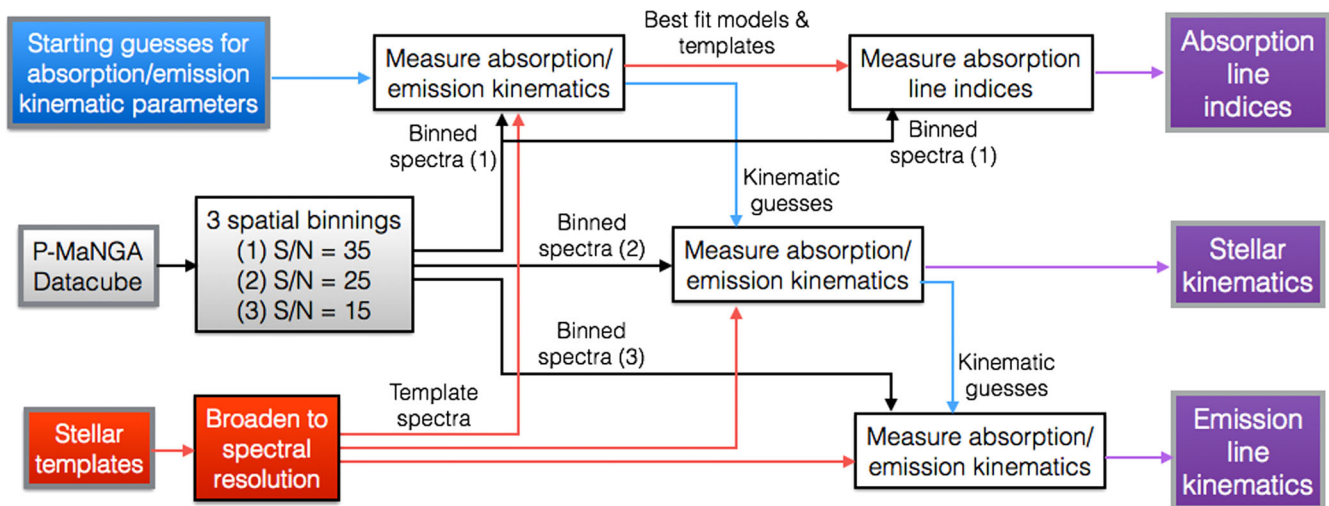 Starting guesses for
absorption/emission
kinematic parameters
Measure absorption/
emission kinematics
Best fit models &
templates
Measure absorption
line indices
Absorption
line
indices
Binned
spectra (1)
Binned
spectra (1)
Kinematic
guesses
P-MaNGA
Datacube
3 spatial binnings
(1) S/N = 35
(2) S/N = 25
(3) S/N = 15
Binned
spectra (2)
Measure absorption/
emission kinematics
Stellar
kinematics
Binned
spectra (3)
Kinematic
guesses
Stellar
templates
Broaden to
spectral
resolution
Template
spectra
Measure absorption/
emission kinematics
Emission
line
kinematics